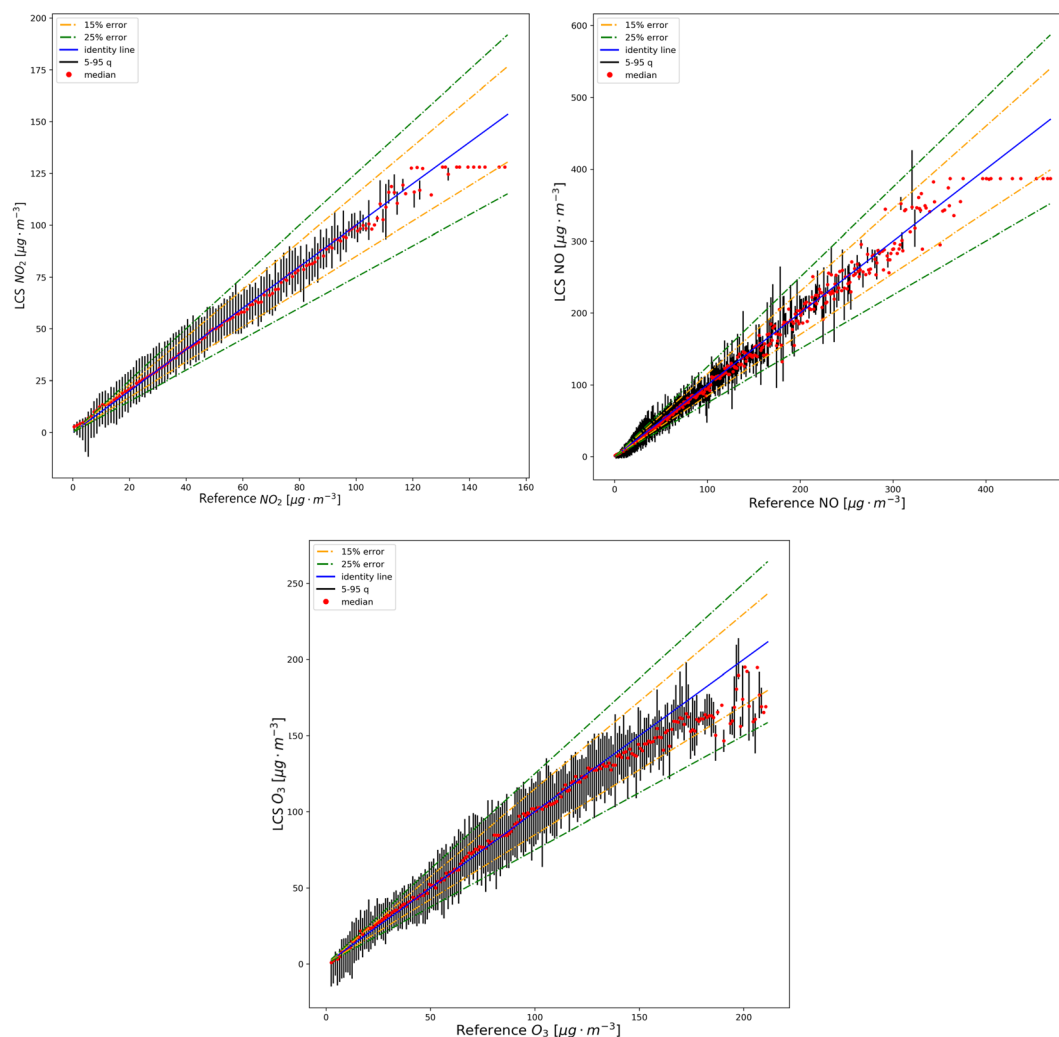 200
175
150
125
100
75
50
25
0
LCS NO₂ [μg · m⁻³]
15% error
25% error
identity line
5-95 q
median
0 20 40 60 80 100 120 140 160
Reference NO₂ [μg · m⁻³]
600
500
400
300
200
100
0
LCS NO [μg · m⁻³]
15% error
25% error
identity line
5-95 q
median
0 100 200 300 400
Reference NO [μg · m⁻³]
250
200
150
100
50
0
LCS O₃ [μg · m⁻³]
15% error
25% error
identity line
5-95 q
median
0 50 100 150 200
Reference O₃ [μg · m⁻³]